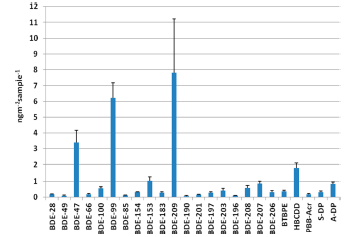 12
11
10
9
8
7
6
5
4
3
2
1
0
ngm⁻³sample⁻¹
BDE-28
BDE-49
BDE-47
BDE-66
BDE-100
BDE-99
BDE-85
BDE-154
BDE-153
BDE-183
BDE-209
BDE-190
BDE-201
BDE-197
BDE-203
BDE-196
BDE-208
BDE-207
BDE-206
BTBPE
HBCDD
PBB-Acr
S-DP
A-DP